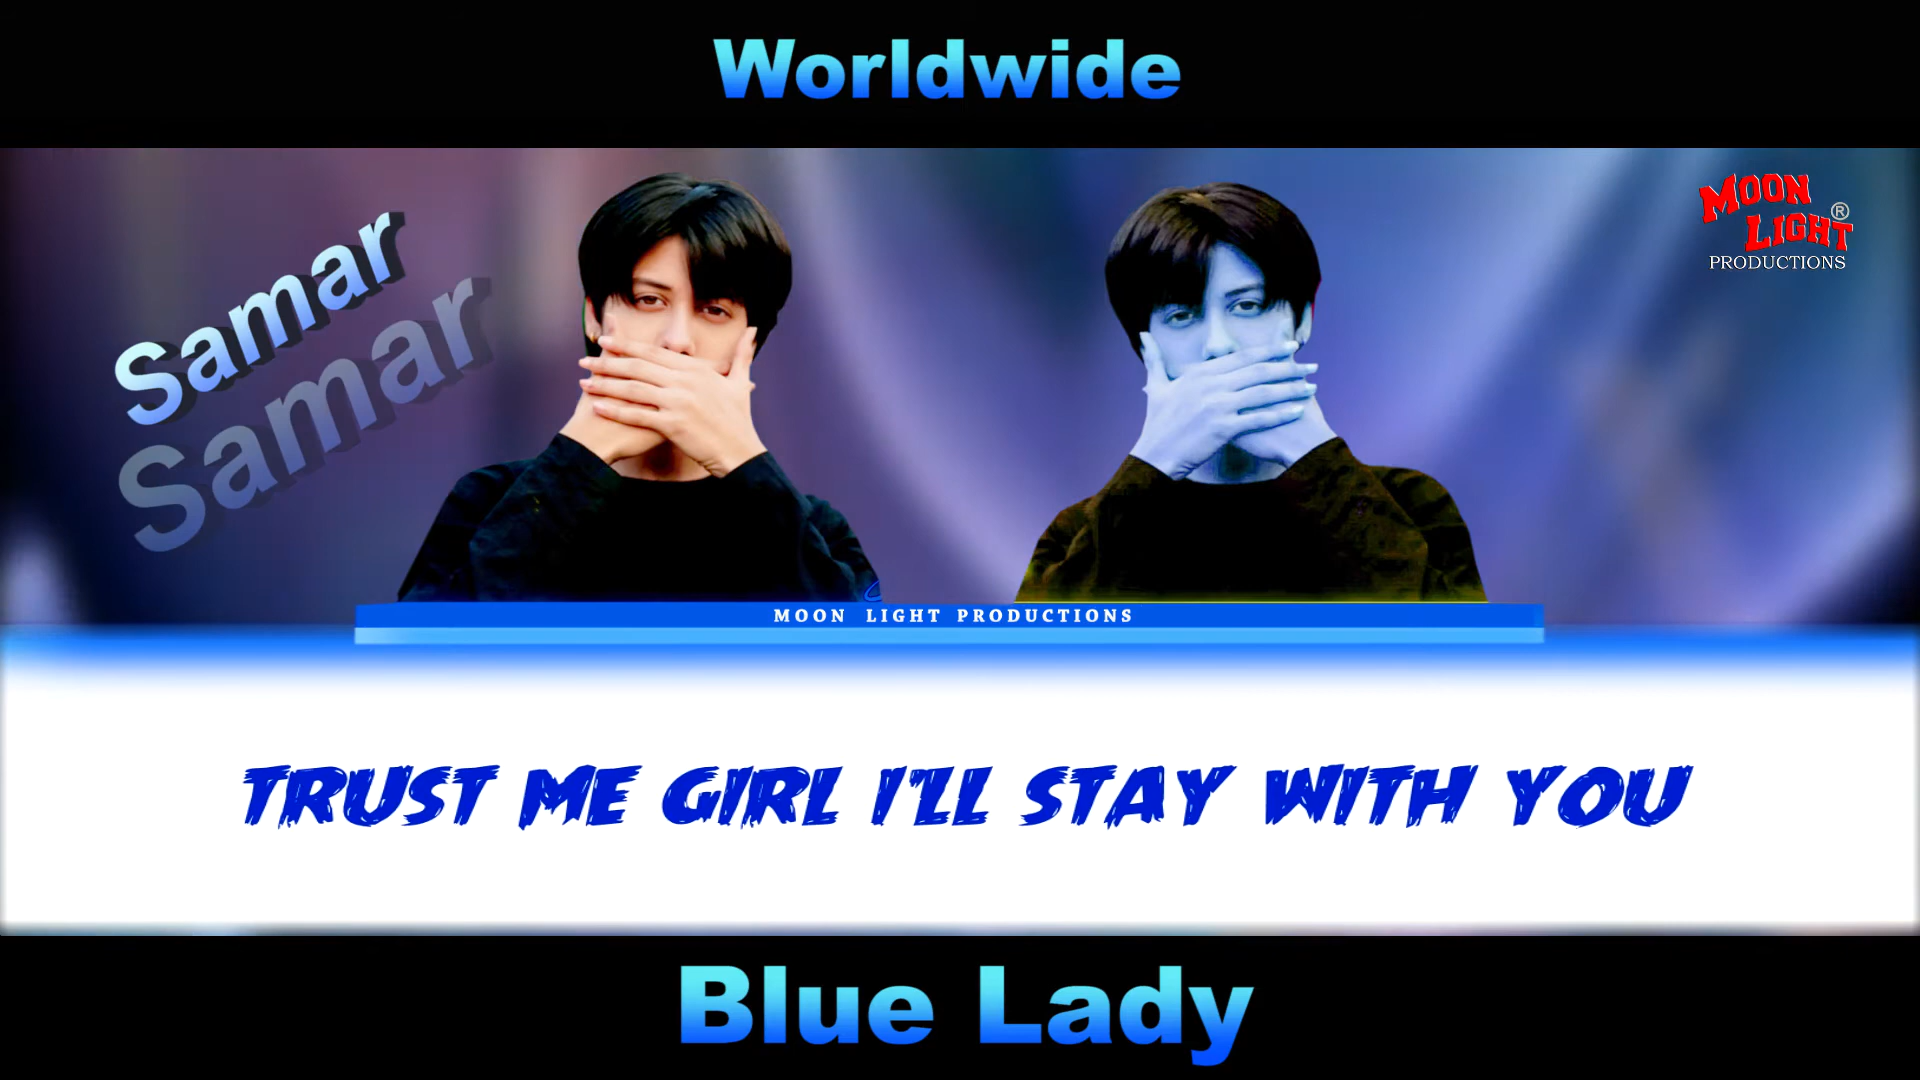 Worldwide
Samar
Samar
MOON
LIGHT ®
PRODUCTIONS
MOON LIGHT PRODUCTIONS
TRUST ME GIRL I'LL STAY WITH YOU
Blue Lady